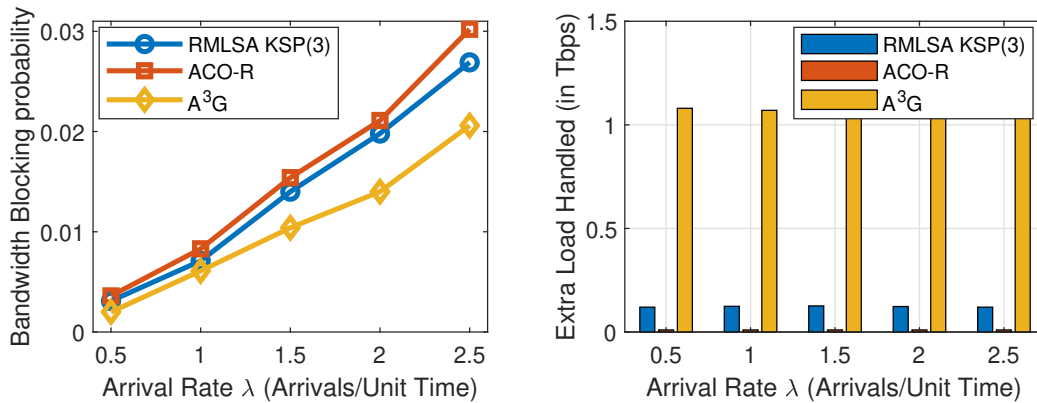 Bandwidth Blocking probability
0.03
0.02
0.01
0
RMLSA KSP(3)
ACO-R
A³G
0.5 1 1.5 2 2.5
Arrival Rate λ (Arrivals/Unit Time)
Extra Load Handled (in Tbps)
1.5
1
0.5
0
RMLSA KSP(3)
ACO-R
A³G
0.5 1 1.5 2 2.5
Arrival Rate λ (Arrivals/Unit Time)